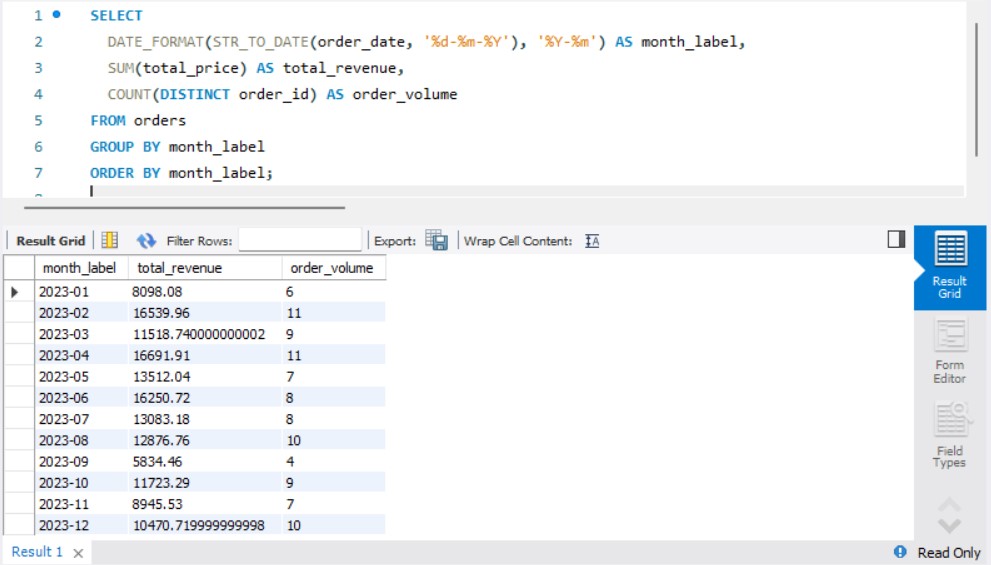 1 SELECT
2 DATE_FORMAT(STR_TO_DATE(order_date, '%d-%m-%Y'), '%Y-%m') AS month_label,
3 SUM(total_price) AS total_revenue,
4 COUNT(DISTINCT order_id) AS order_volume
5 FROM orders
6 GROUP BY month_label
7 ORDER BY month_label;
Result Grid Filter Rows: Export: Wrap Cell Content: IA
month_label total_revenue order_volume
2023-01 8098.08 6
2023-02 16539.96 11
2023-03 11518.740000000002 9
2023-04 16691.91 11
2023-05 13512.04 7
2023-06 16250.72 8
2023-07 13083.18 8
2023-08 12876.76 10
2023-09 5834.46 4
2023-10 11723.29 9
2023-11 8945.53 7
2023-12 10470.719999999998 10
Result
Grid
Form
Editor
Field
Types
Result 1 Read Only